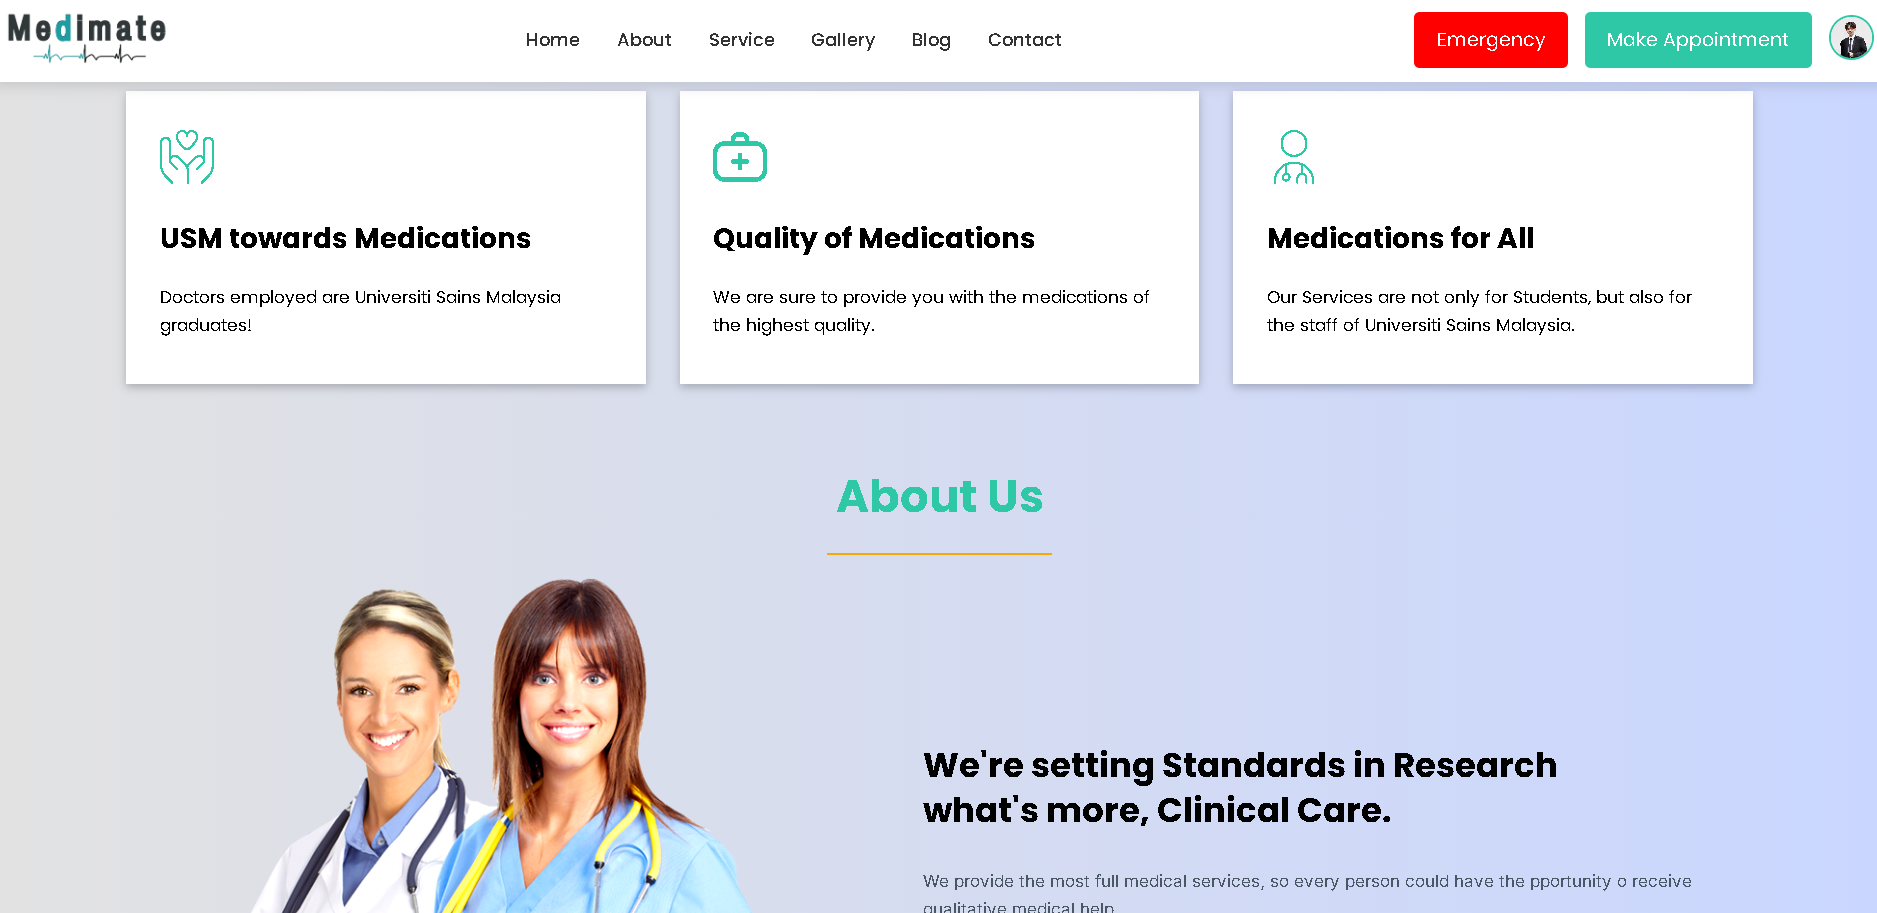 Medimate
Home About Service Gallery Blog Contact
Emergency Make Appointment
USM towards Medications
Doctors employed are Universiti Sains Malaysia
graduates!
Quality of Medications
We are sure to provide you with the medications of
the highest quality.
Medications for All
Our Services are not only for Students, but also for
the staff of Universiti Sains Malaysia.
About Us
We're setting Standards in Research
what's more, Clinical Care.
We provide the most full medical services, so every person could have the pportunity o receive
qualitative medical help.